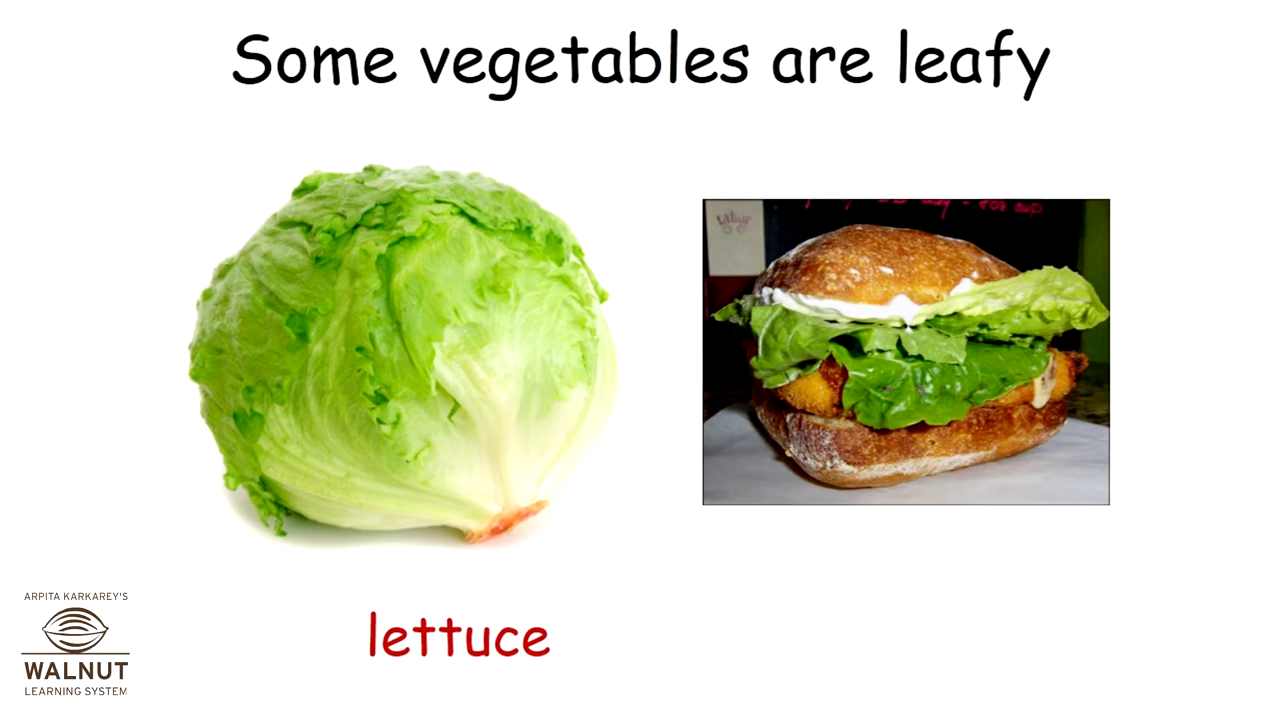 Some vegetables are leafy
lettuce
ARPITA KARKAREY'S
WALNUT
LEARNING SYSTEM